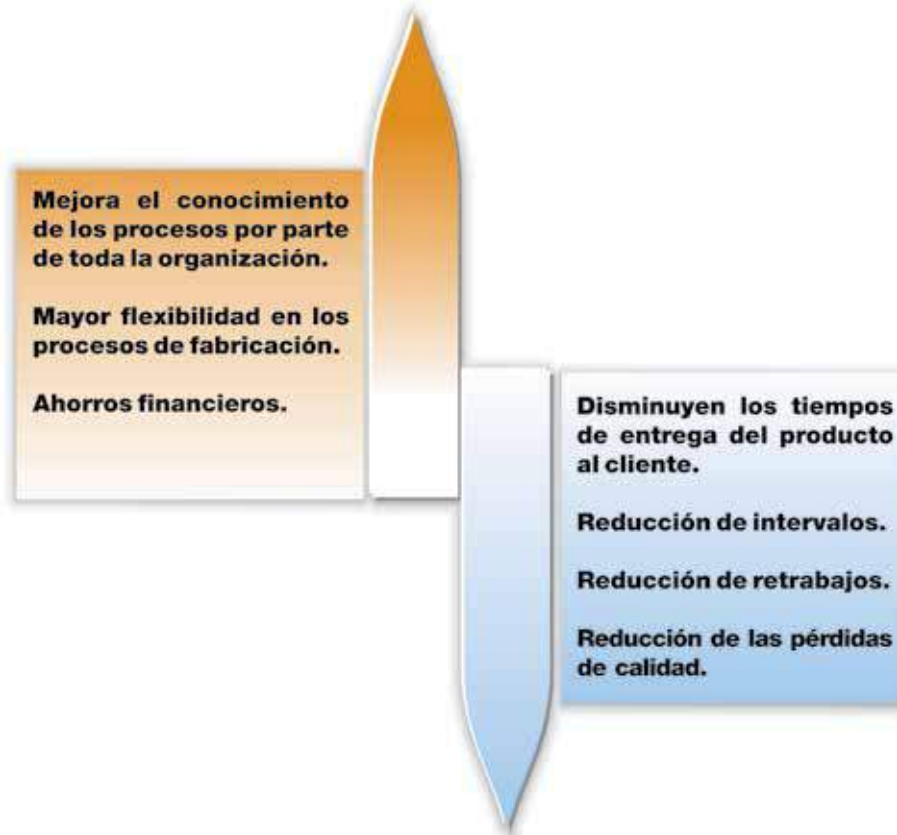 Mejora el conocimiento
de los procesos por parte
de toda la organización.
Mayor flexibilidad en los
procesos de fabricación.
Ahorros financieros.
Disminuyen los tiempos
de entrega del producto
al cliente.
Reducción de intervalos.
Reducción de retrabajos.
Reducción de las pérdidas
de calidad.